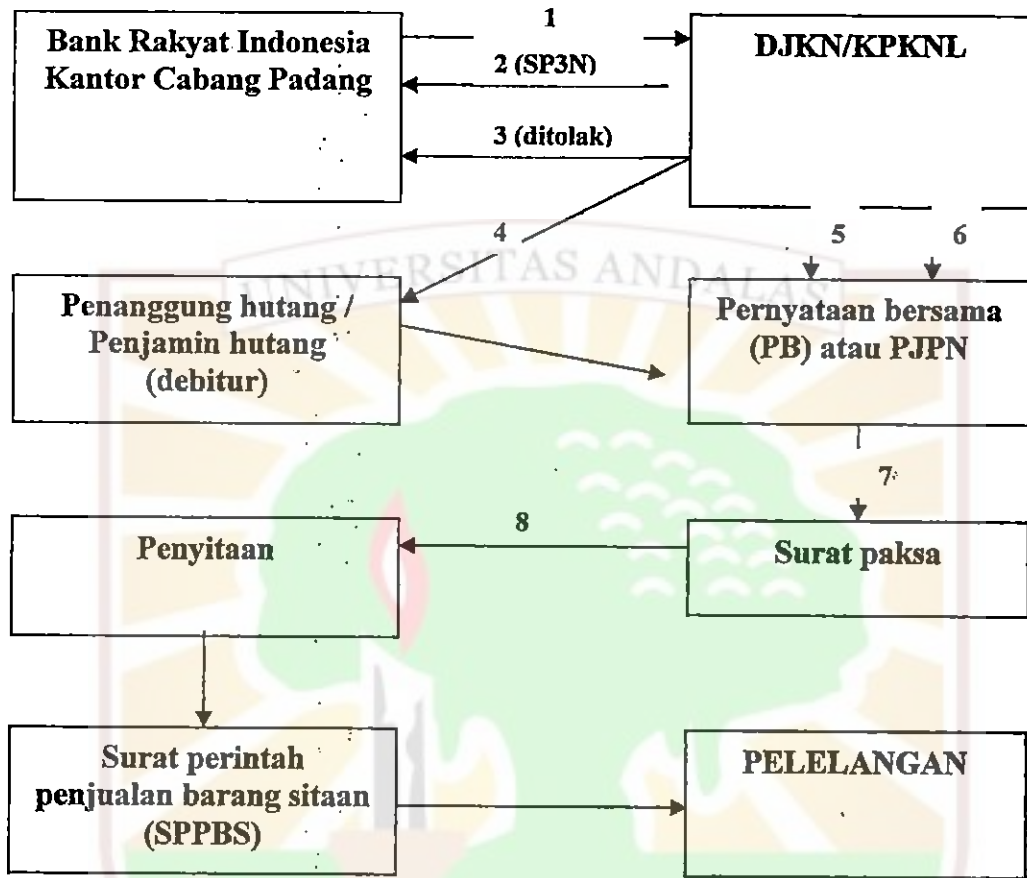 1
Bank Rakyat Indonesia
Kantor Cabang Padang
DJKN/KPKNL
2 (SP3N)
3 (ditolak)
4
5
6
UNIVERSITAS ANDALAS
Penanggung hutang /
Penjamin hutang
(debitur)
Pernyataan bersama
(PB) atau PJPN
7
8
Penyitaan
Surat paksa
Surat perintah
penjualan barang sitaan
(SPPBS)
PELELANGAN